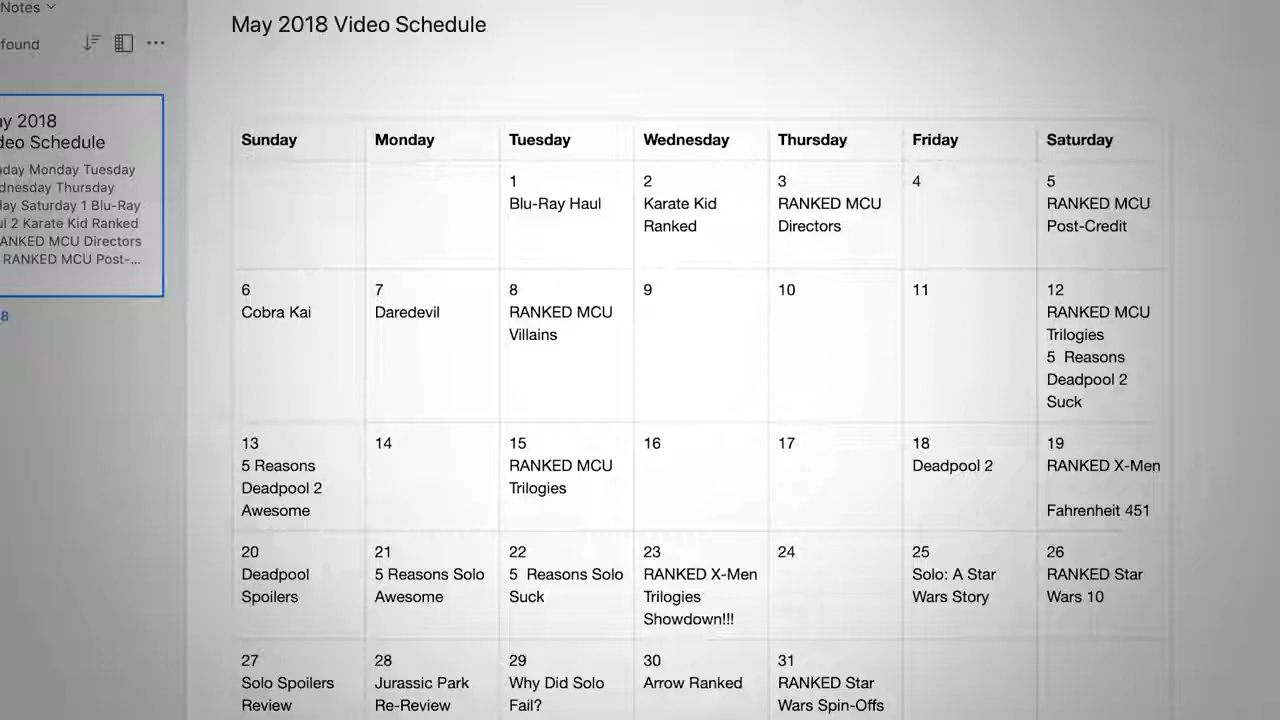 Notes
found
May 2018 Video Schedule
ay 2018
deo Schedule
day Monday Tuesday
dnesday Thursday
day Saturday 1 Blu-Ray
ul 2 Karate Kid Ranked
ANKED MCU Directors
RANKED MCU Post-...
8
Sunday Monday Tuesday Wednesday Thursday Friday Saturday
1
Blu-Ray Haul
2
Karate Kid
Ranked
3
RANKED MCU
Directors
4
5
RANKED MCU
Post-Credit
6
Cobra Kai
7
Daredevil
8
RANKED MCU
Villains
9
10
11
12
RANKED MCU
Trilogies
5 Reasons
Deadpool 2
Suck
13
5 Reasons
Deadpool 2
Awesome
14
15
RANKED MCU
Trilogies
16
17
18
Deadpool 2
19
RANKED X-Men
Fahrenheit 451
20
Deadpool
Spoilers
21
5 Reasons Solo
Awesome
22
5 Reasons Solo
Suck
23
RANKED X-Men
Trilogies
Showdown!!!
24
25
Solo: A Star
Wars Story
26
RANKED Star
Wars 10
27
Solo Spoilers
Review
28
Jurassic Park
Re-Review
29
Why Did Solo
Fail?
30
Arrow Ranked
31
RANKED Star
Wars Spin-Offs